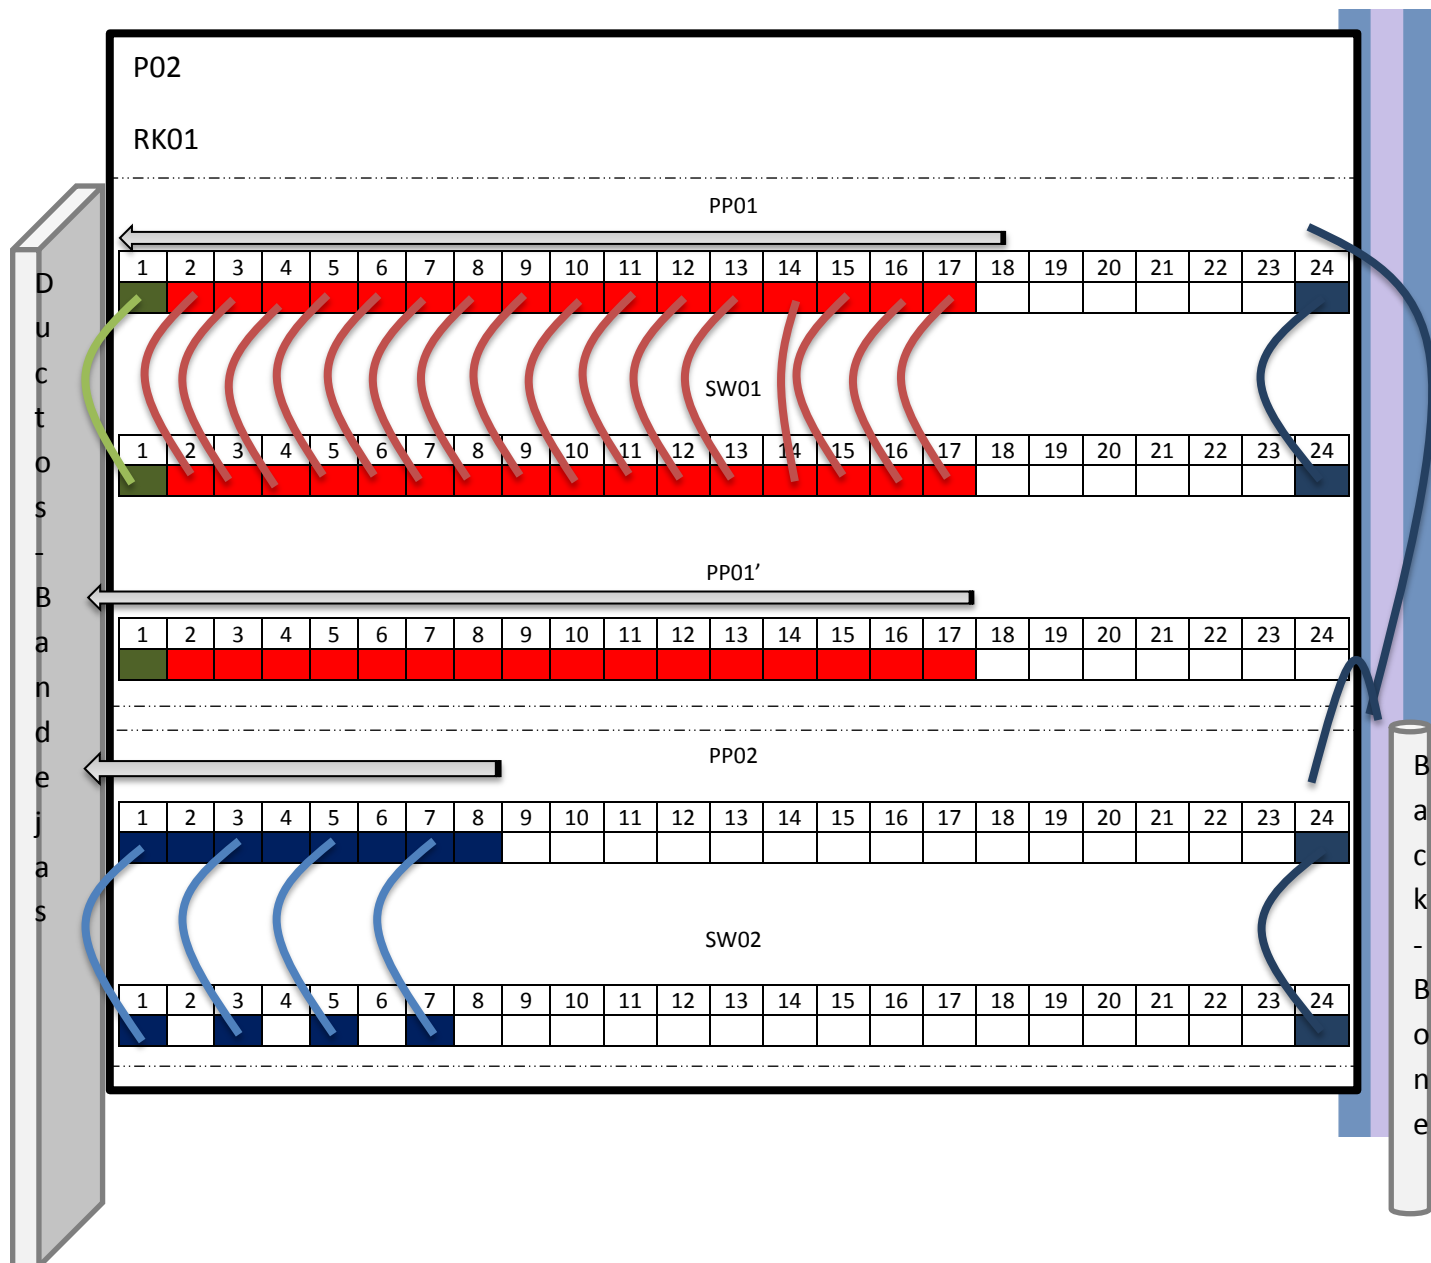 P02
RK01
PP01
1 2 3 4 5 6 7 8 9 10 11 12 13 14 15 16 17 18 19 20 21 22 23 24
SW01
1 2 3 4 5 6 7 8 9 10 11 12 13 14 15 16 17 18 19 20 21 22 23 24
PP01’
1 2 3 4 5 6 7 8 9 10 11 12 13 14 15 16 17 18 19 20 21 22 23 24
PP02
1 2 3 4 5 6 7 8 9 10 11 12 13 14 15 16 17 18 19 20 21 22 23 24
SW02
1 2 3 4 5 6 7 8 9 10 11 12 13 14 15 16 17 18 19 20 21 22 23 24
Ductos-Bandejas
Back-Bone